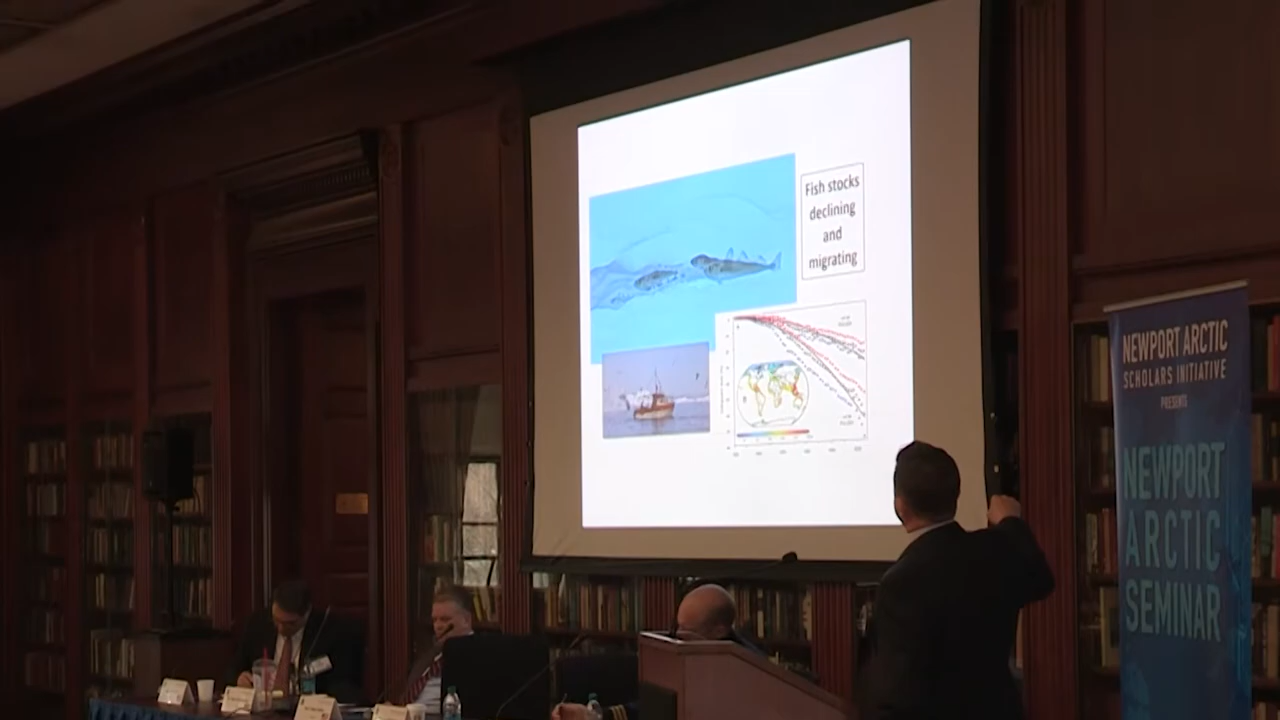 Fish stocks
declining
and
migrating
NEWPORT ARCTIC
SCHOLARS INITIATIVE
PRESENTS
NEWPORT
ARCTIC
SEMINAR